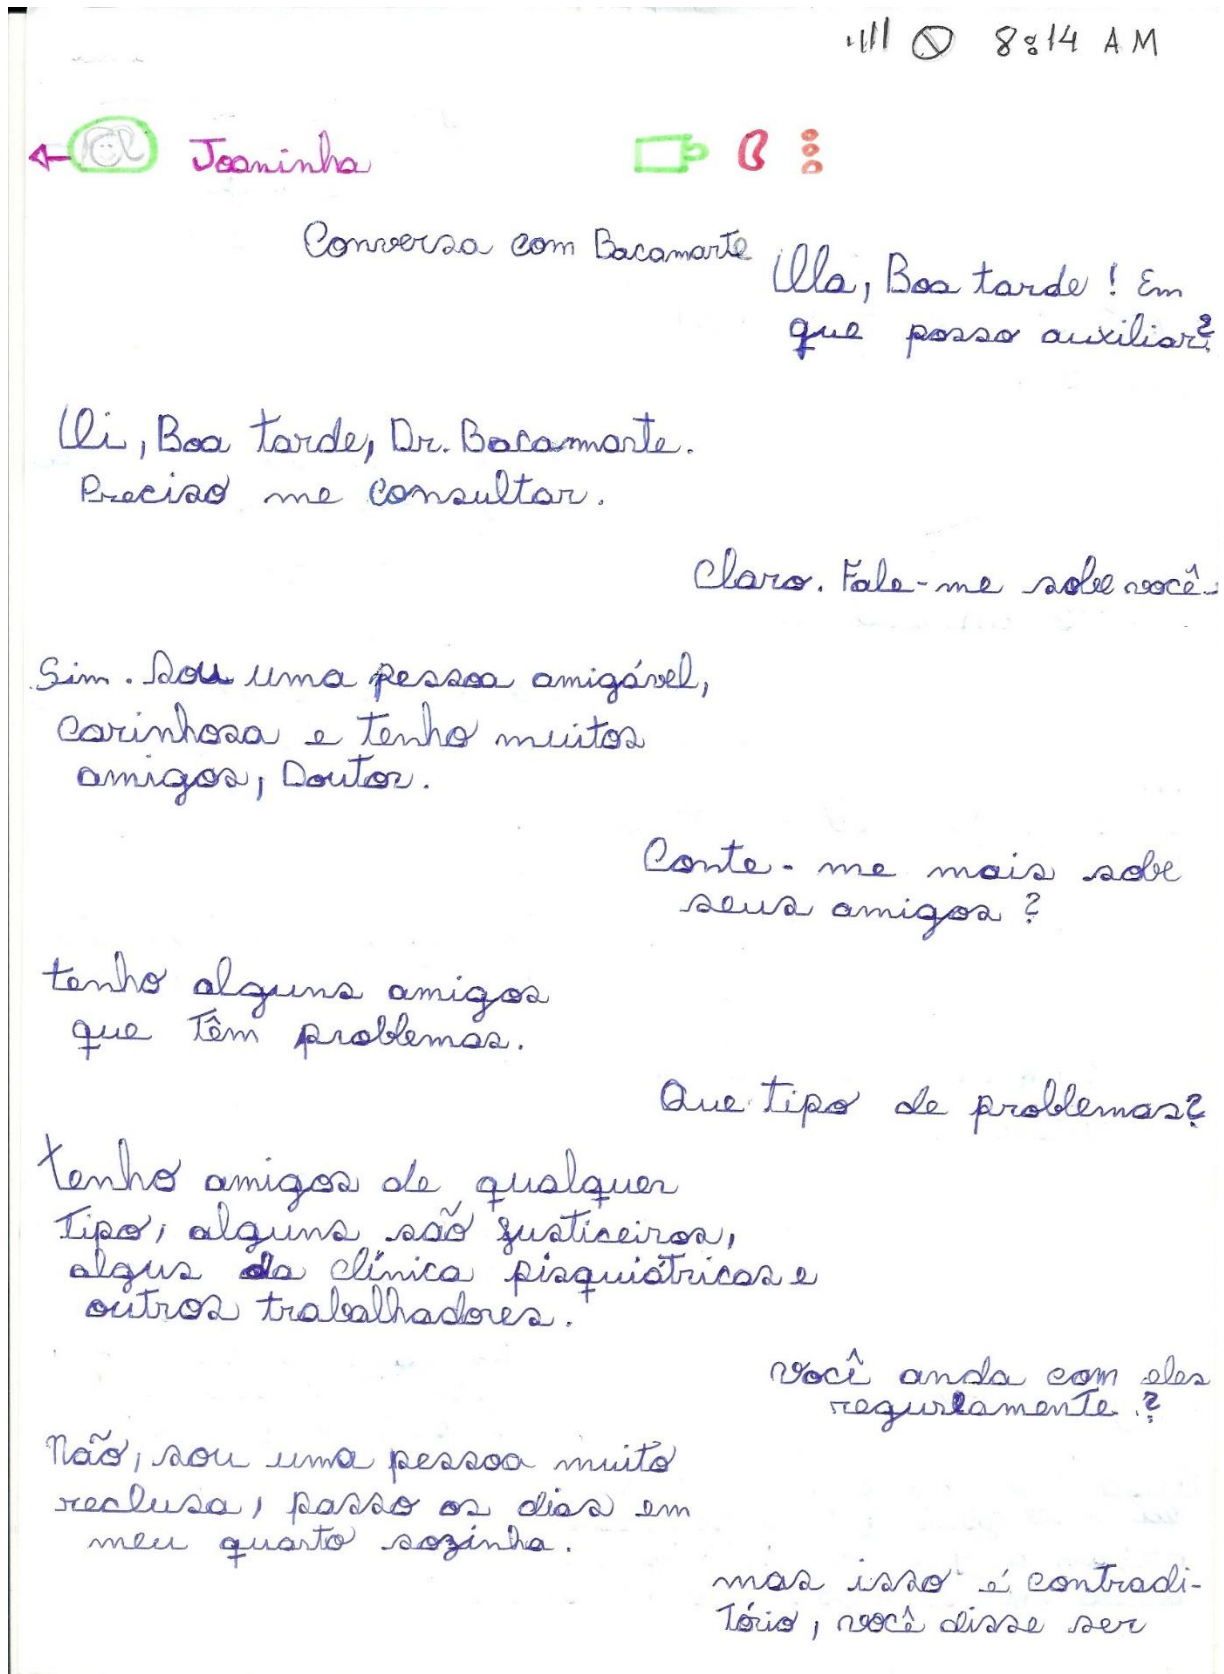 8:14 AM
Joaninha
Conversa com Bacamarte
Ola, Boa tarde! Em
que posso auxiliar?
Oi, Boa tarde, Dr. Bacamarte.
Preciso me consultar.
Claro. Fale-me sobe você.
Sim. Sou uma pessoa amigável,
carinhosa e tenho muitos
amigos, Doutor.
Conte-me mais sobe
seus amigos?
tenho alguns amigos
que têm problemas.
Que tipo de problemas?
tenho amigos de qualquer
tipo, alguns são justiceiros,
algus da clínica pisquiátricas e
outros trabalhadores.
você anda com eles
regurlamente.?
Não, sou uma pessoa muito
reclusa, passo os dias em
meu quarto sozinha.
mas isso é contradi-
tório, você disse ser